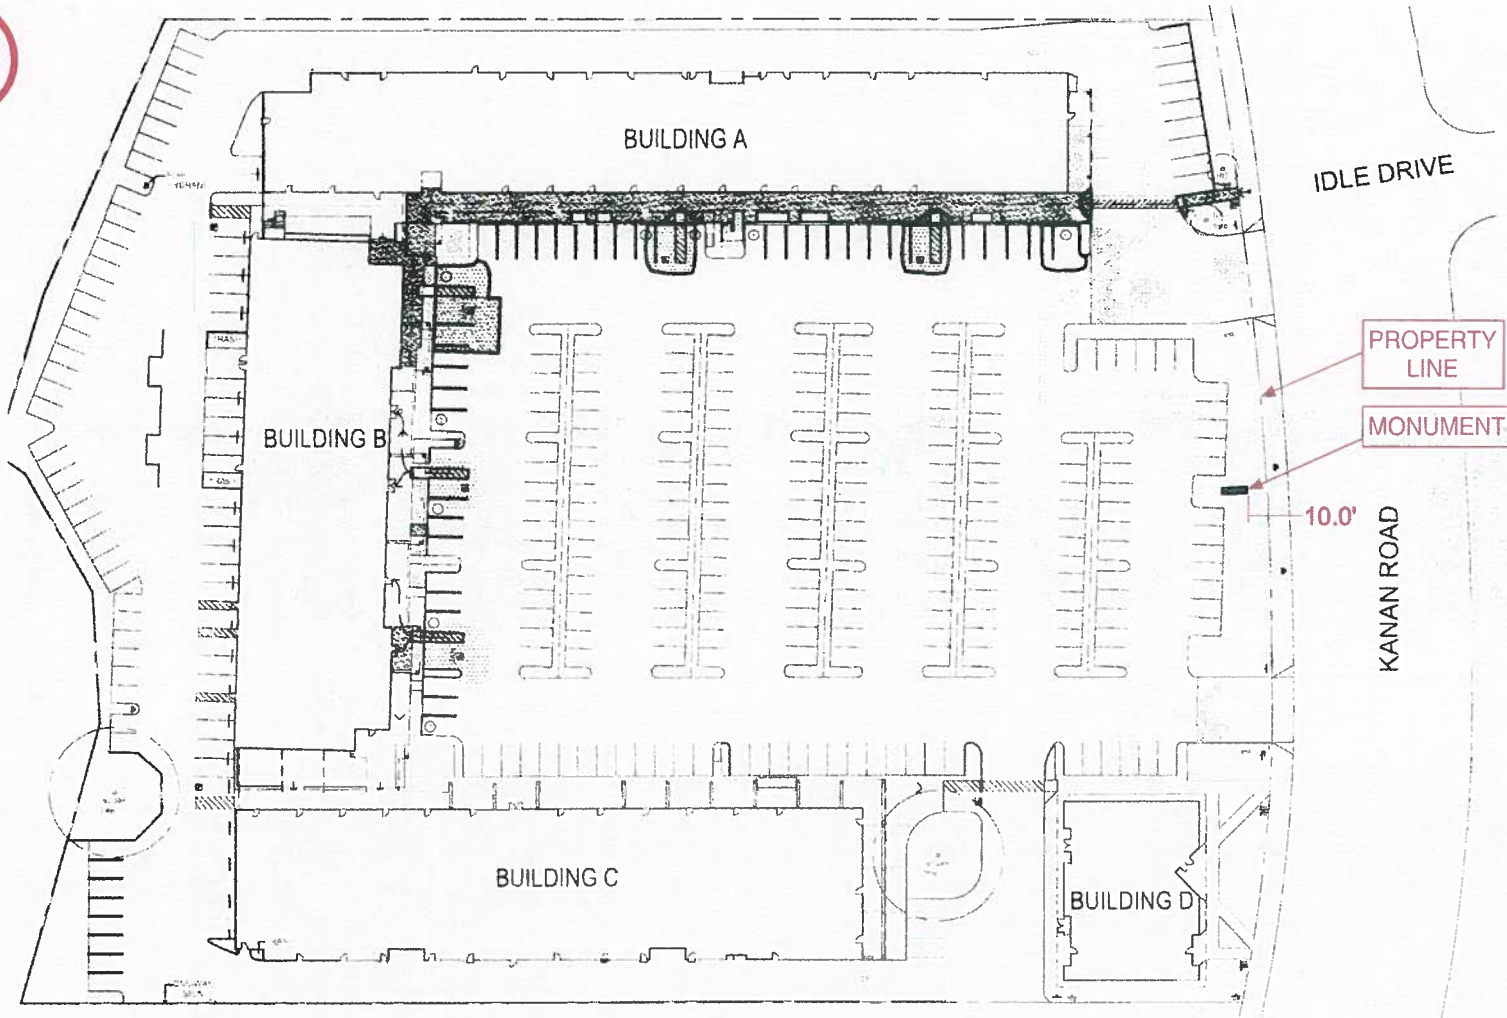 BUILDING A
IDLE DRIVE
PROPERTY
LINE
MONUMENT
BUILDING B
10.0'
KANAN ROAD
BUILDING C
BUILDING D